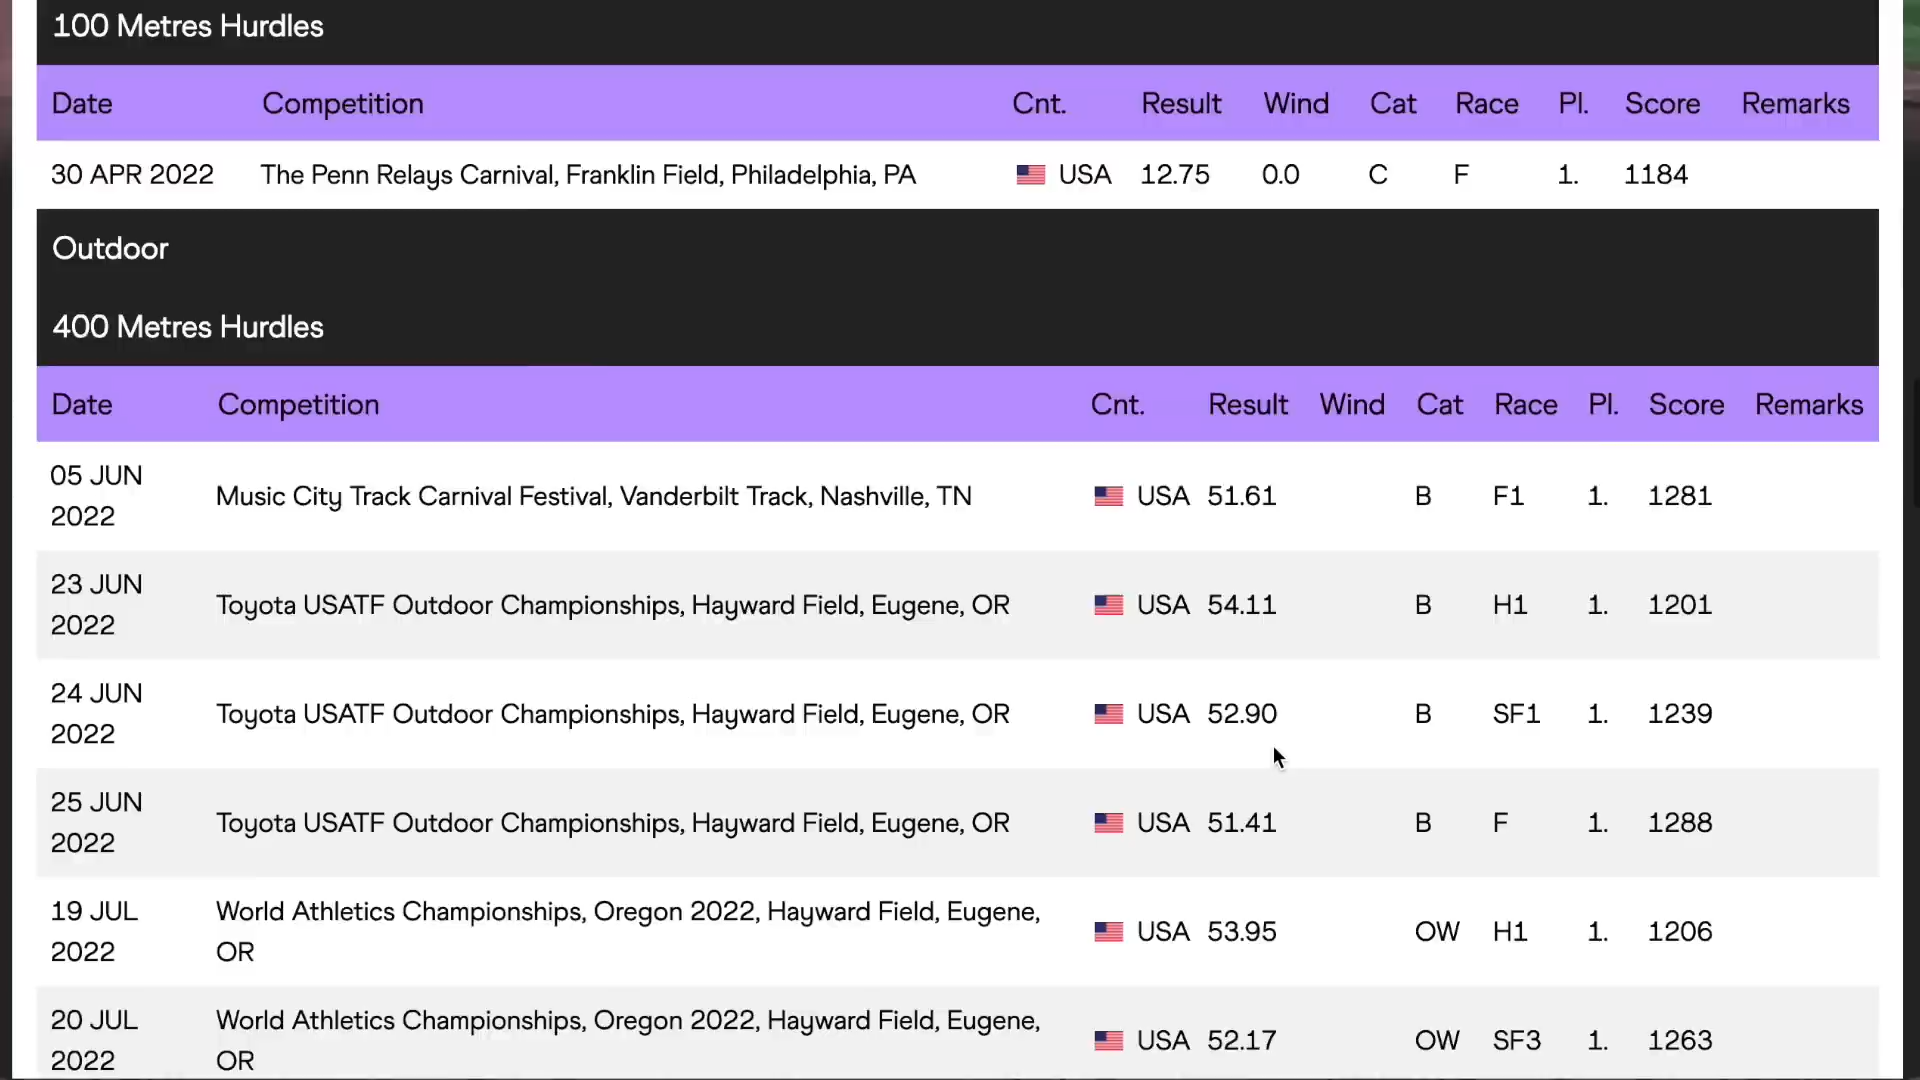 100 Metres Hurdles
Date Competition Cnt. Result Wind Cat Race Pl. Score Remarks
30 APR 2022 The Penn Relays Carnival, Franklin Field, Philadelphia, PA USA 12.75 0.0 C F 1. 1184
Outdoor
400 Metres Hurdles
Date Competition Cnt. Result Wind Cat Race Pl. Score Remarks
05 JUN
2022
Music City Track Carnival Festival, Vanderbilt Track, Nashville, TN USA 51.61 B F1 1. 1281
23 JUN
2022
Toyota USATF Outdoor Championships, Hayward Field, Eugene, OR USA 54.11 B H1 1. 1201
24 JUN
2022
Toyota USATF Outdoor Championships, Hayward Field, Eugene, OR USA 52.90 B SF1 1. 1239
25 JUN
2022
Toyota USATF Outdoor Championships, Hayward Field, Eugene, OR USA 51.41 B F 1. 1288
19 JUL
2022
World Athletics Championships, Oregon 2022, Hayward Field, Eugene,
OR
USA 53.95 OW H1 1. 1206
20 JUL
2022
World Athletics Championships, Oregon 2022, Hayward Field, Eugene,
OR
USA 52.17 OW SF3 1. 1263